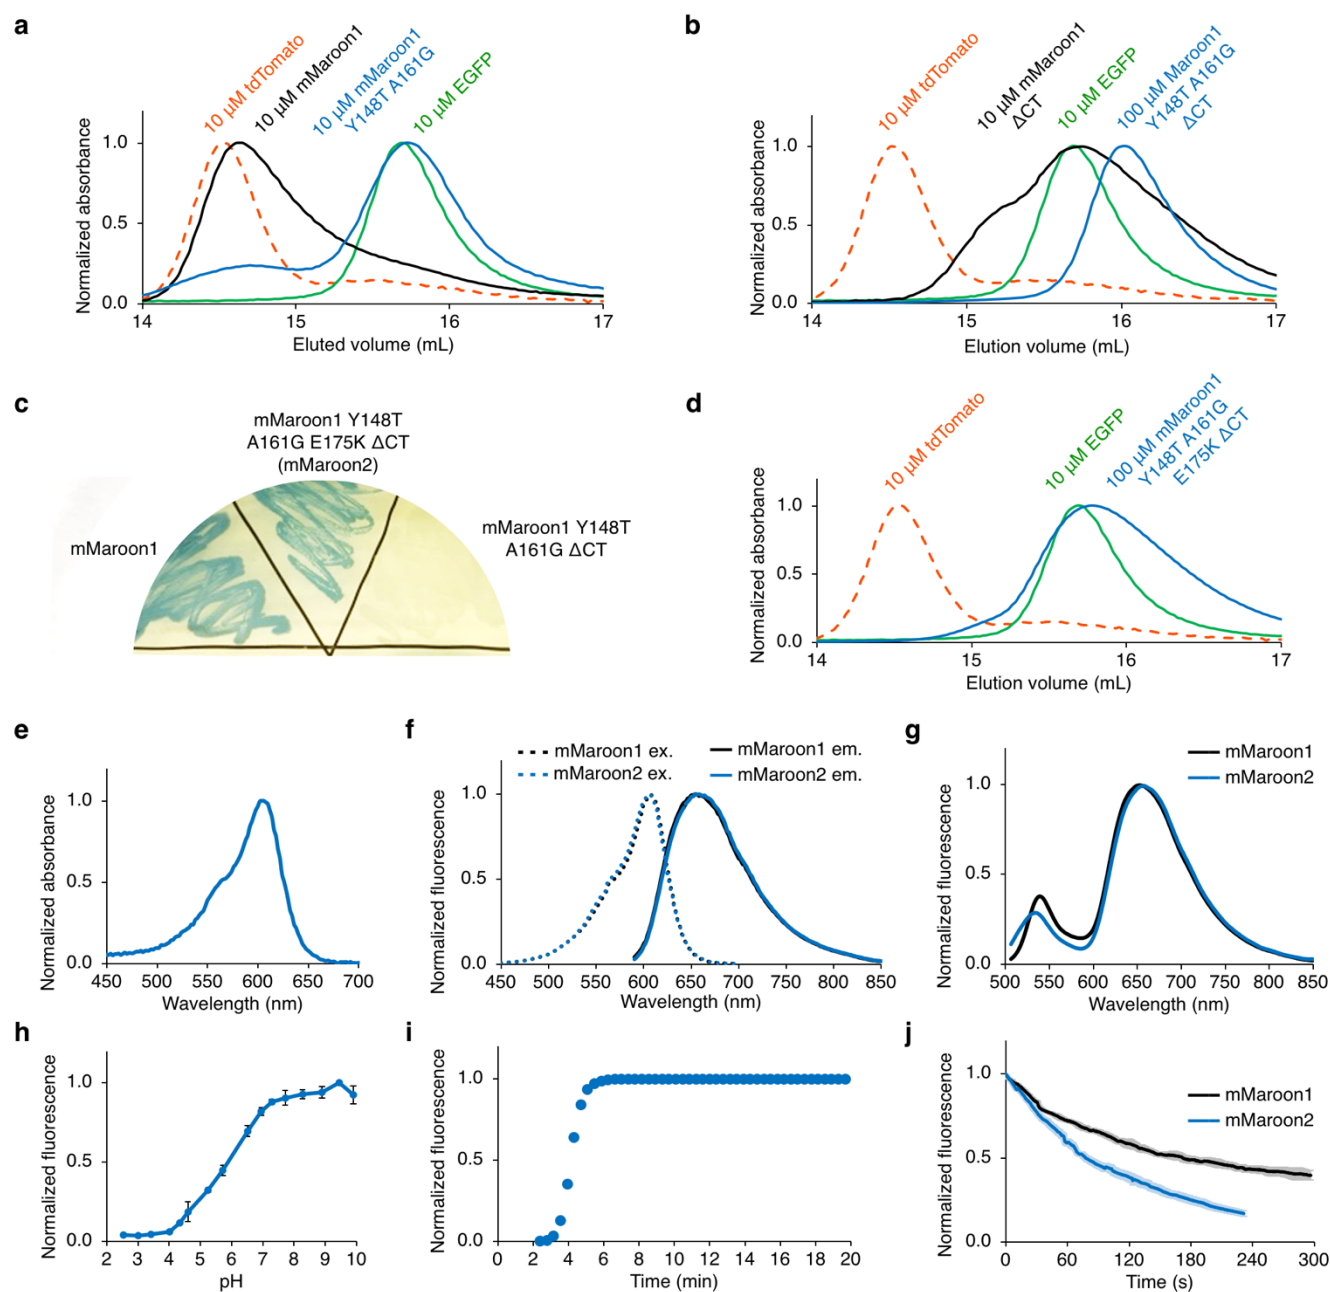 a
10 µM tdTomato
10 µM mMaroon1
10 µM mMaroon1
Y148T A161G
10 µM EGFP
Normalized absorbance
1.0
0.5
0.0
14
15
16
17
Eluted volume (mL)
b
10 µM tdTomato
10 µM mMaroon1
ΔCT
10 µM EGFP
100 µM Maroon1
Y148T A161G
ΔCT
Normalized absorbance
1.0
0.5
0.0
14
15
16
17
Elution volume (mL)
c
mMaroon1 Y148T
A161G E175K ΔCT
(mMaroon2)
mMaroon1
mMaroon1 Y148T
A161G ΔCT
d
10 µM tdTomato
10 µM EGFP
100 µM mMaroon1
Y148T A161G
E175K ΔCT
Normalized absorbance
1.0
0.5
0.0
14
15
16
17
Elution volume (mL)
e
Normalized absorbance
1.0
0.5
0.0
450 500 550 600 650 700
Wavelength (nm)
f
mMaroon1 ex.
mMaroon1 em.
mMaroon2 ex.
mMaroon2 em.
Normalized fluorescence
1.0
0.5
0.0
450 500 550 600 650 700 750 800 850
Wavelength (nm)
g
mMaroon1
mMaroon2
Normalized fluorescence
1.0
0.5
0.0
500 550 600 650 700 750 800 850
Wavelength (nm)
h
Normalized fluorescence
1.0
0.5
0.0
2 3 4 5 6 7 8 9 10
pH
i
Normalized fluorescence
1.0
0.5
0.0
0 2 4 6 8 10 12 14 16 18 20
Time (min)
j
mMaroon1
mMaroon2
Normalized fluorescence
1.0
0.5
0.0
0 60 120 180 240 300
Time (s)